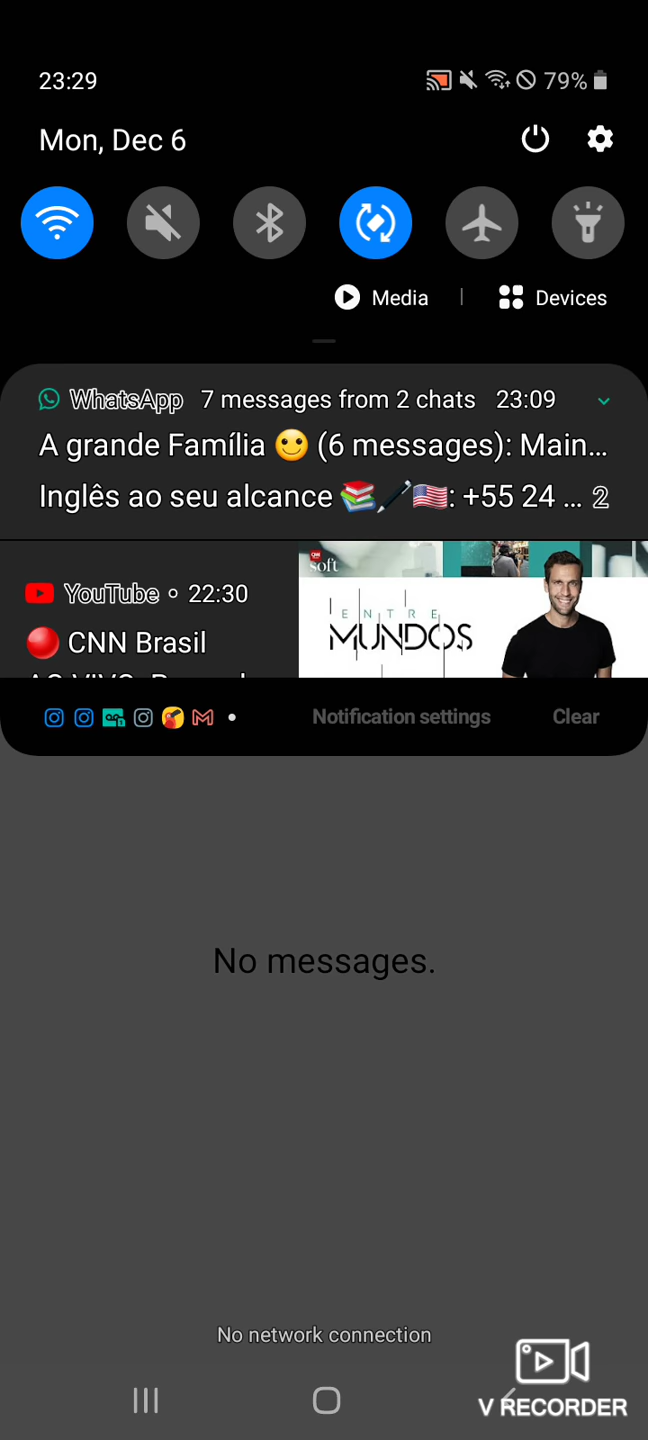 23:29
79%
Mon, Dec 6
Media | Devices
WhatsApp 7 messages from 2 chats 23:09
A grande Família 🙂 (6 messages): Main...
Inglês ao seu alcance 📚🖊🇺🇸: +55 24 ... 2
CNN
soft
YouTube • 22:30
ENTRE
MUNDOS
🔴 CNN Brasil
Notification settings Clear
No messages.
No network connection
V RECORDER